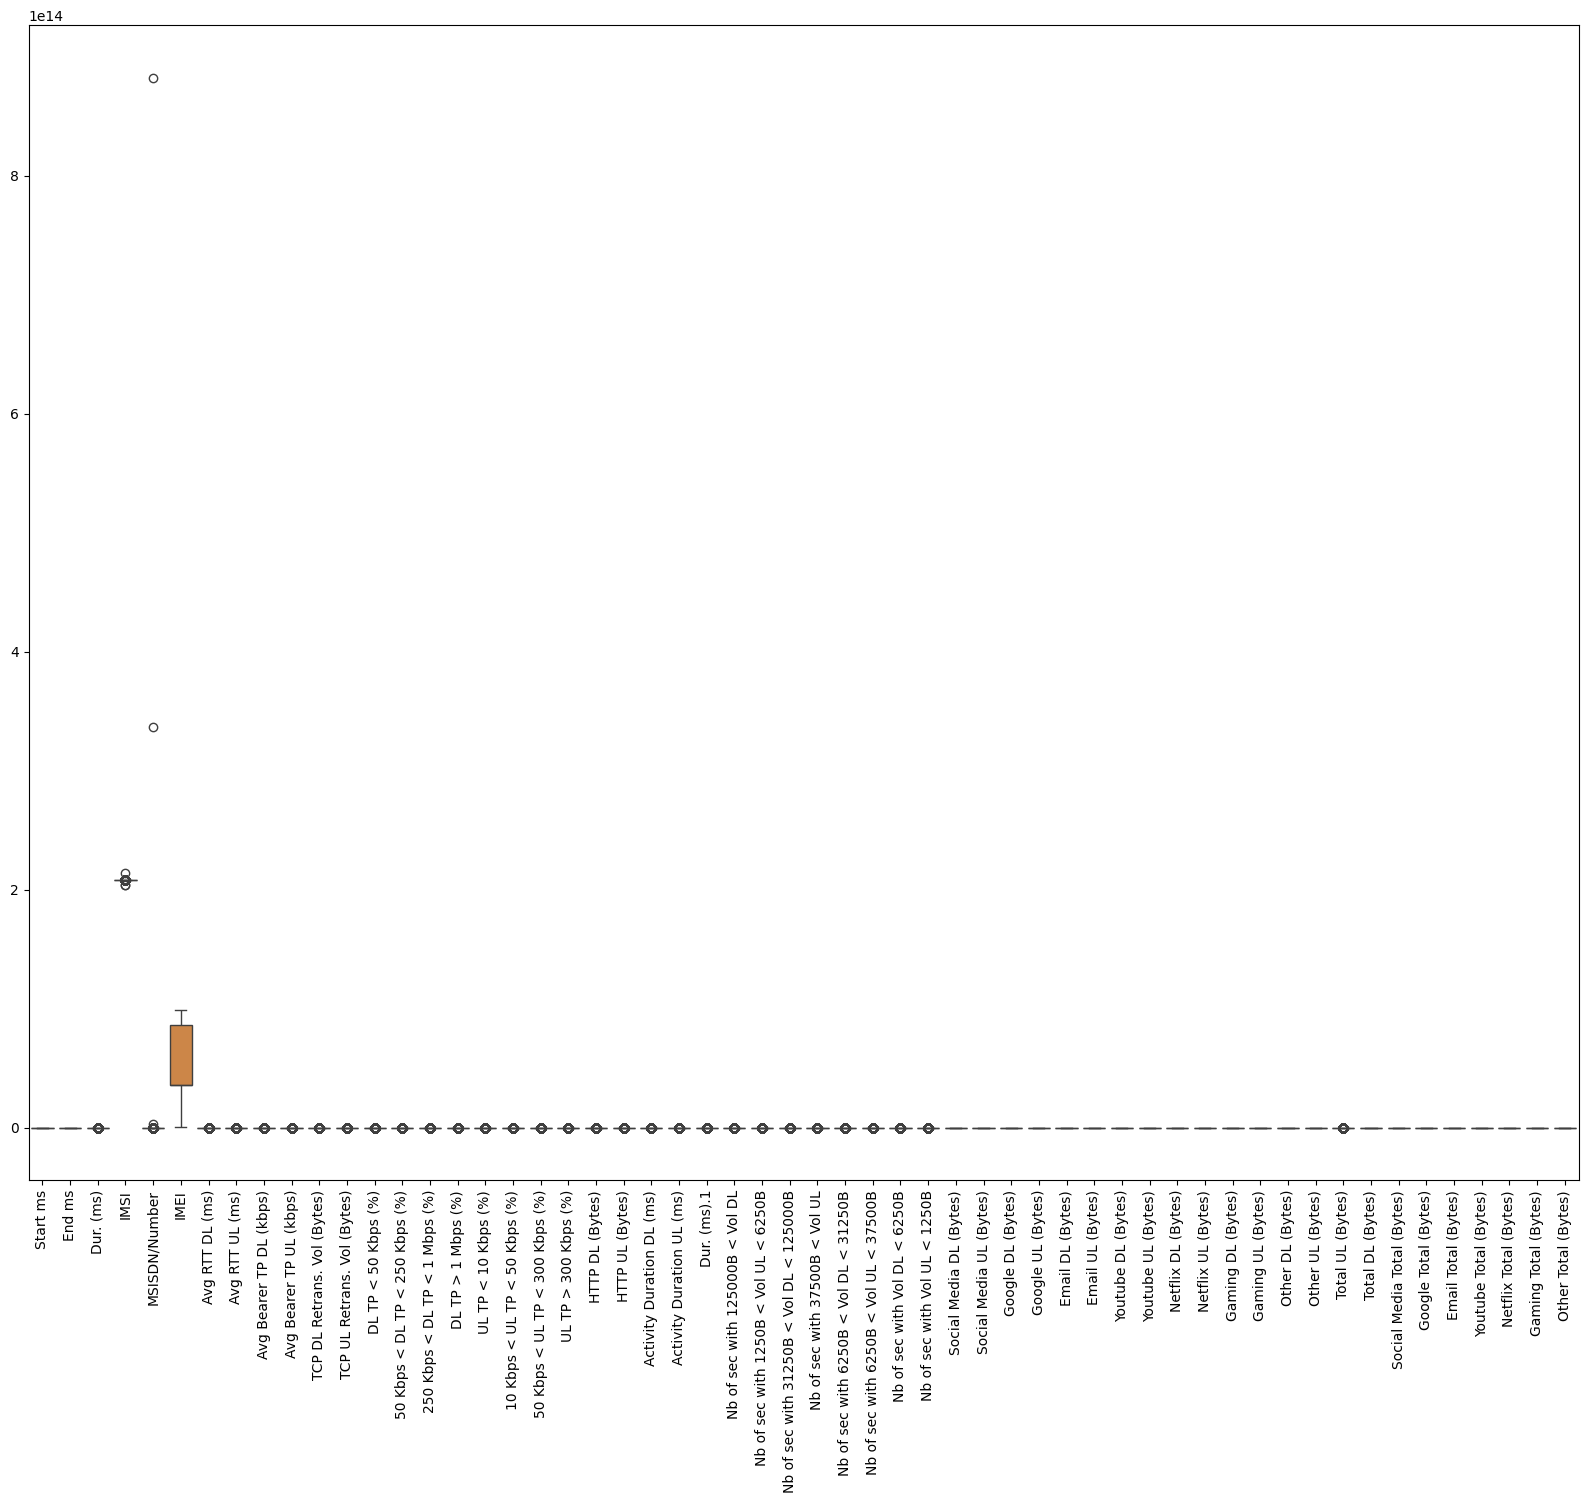 1e14
8
6
4
2
0
Start ms
End ms
Dur. (ms)
IMSI
MSISDN/Number
IMEI
Avg RTT DL (ms)
Avg RTT UL (ms)
Avg Bearer TP DL (kbps)
Avg Bearer TP UL (kbps)
TCP DL Retrans. Vol (Bytes)
TCP UL Retrans. Vol (Bytes)
DL TP < 50 Kbps (%)
50 Kbps < DL TP < 250 Kbps (%)
250 Kbps < DL TP < 1 Mbps (%)
DL TP > 1 Mbps (%)
UL TP < 10 Kbps (%)
10 Kbps < UL TP < 50 Kbps (%)
50 Kbps < UL TP < 300 Kbps (%)
UL TP > 300 Kbps (%)
HTTP DL (Bytes)
HTTP UL (Bytes)
Activity Duration DL (ms)
Activity Duration UL (ms)
Dur. (ms).1
Nb of sec with 125000B < Vol DL
Nb of sec with 1250B < Vol UL < 6250B
Nb of sec with 31250B < Vol DL < 125000B
Nb of sec with 37500B < Vol UL
Nb of sec with 6250B < Vol DL < 31250B
Nb of sec with 6250B < Vol UL < 37500B
Nb of sec with Vol DL < 6250B
Nb of sec with Vol UL < 1250B
Social Media DL (Bytes)
Social Media UL (Bytes)
Google DL (Bytes)
Google UL (Bytes)
Email DL (Bytes)
Email UL (Bytes)
Youtube DL (Bytes)
Youtube UL (Bytes)
Netflix DL (Bytes)
Netflix UL (Bytes)
Gaming DL (Bytes)
Gaming UL (Bytes)
Other DL (Bytes)
Other UL (Bytes)
Total UL (Bytes)
Total DL (Bytes)
Social Media Total (Bytes)
Google Total (Bytes)
Email Total (Bytes)
Youtube Total (Bytes)
Netflix Total (Bytes)
Gaming Total (Bytes)
Other Total (Bytes)